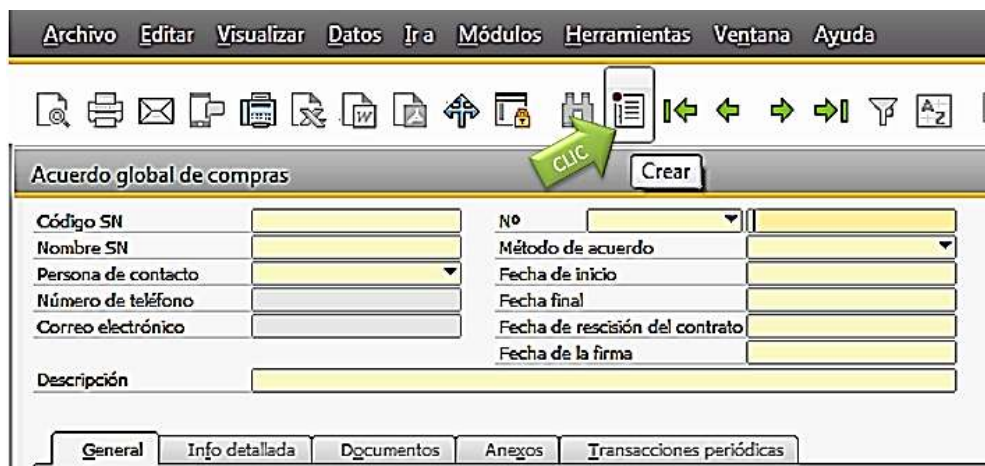 Archivo Editar Visualizar Datos Ir a Módulos Herramientas Ventana Ayuda
W
A
Z
CLIC
Crear
Acuerdo global de compras
Código SN
Nº
Nombre SN
Método de acuerdo
Persona de contacto
Fecha de inicio
Número de teléfono
Fecha final
Correo electrónico
Fecha de rescisión del contrato
Fecha de la firma
Descripción
General Info detallada Documentos Anexos Transacciones periódicas